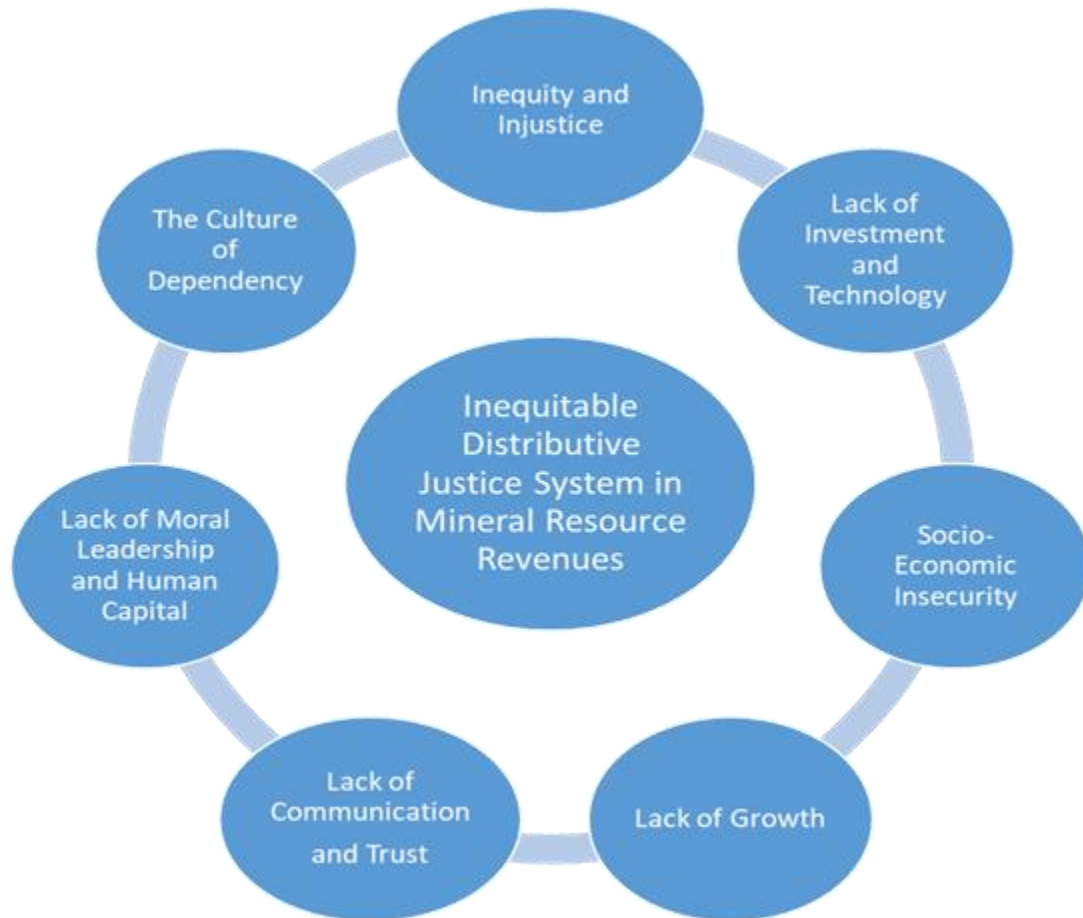 Inequity and
Injustice
Lack of
Investment
and
Technology
Socio-
Economic
Insecurity
Lack of Growth
Lack of
Communication
and Trust
Lack of Moral
Leadership
and Human
Capital
The Culture
of
Dependency
Inequitable
Distributive
Justice System in
Mineral Resource
Revenues